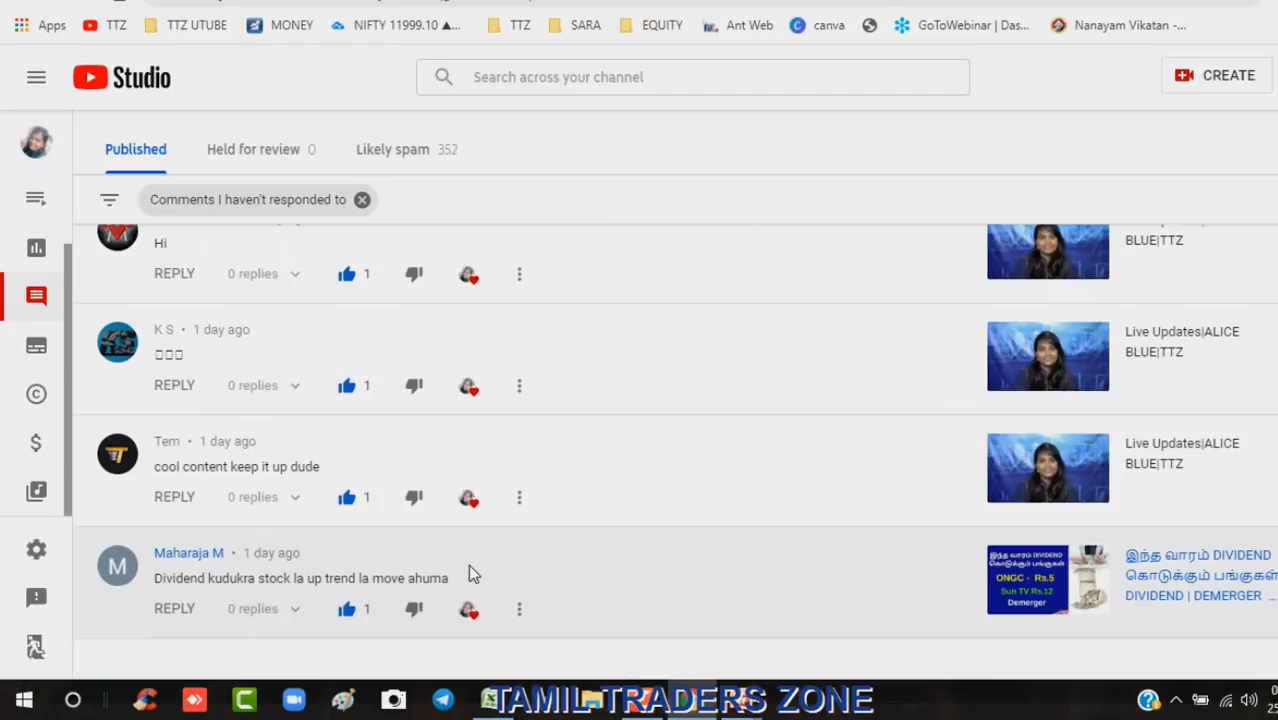 Apps TTZ TTZ UTUBE MONEY NIFTY 11999.10 ▲... TTZ SARA EQUITY Ant Web canva GoToWebinar | Das... Nanayam Vikatan -...
Studio
Search across your channel
CREATE
Published Held for review 0 Likely spam 352
Comments I haven't responded to
Hi
REPLY 0 replies 1
BLUE|TTZ
K S • 1 day ago
REPLY 0 replies 1
Live Updates|ALICE
BLUE|TTZ
Tem • 1 day ago
cool content keep it up dude
REPLY 0 replies 1
Live Updates|ALICE
BLUE|TTZ
Maharaja M • 1 day ago
Dividend kudukra stock la up trend la move ahuma
REPLY 0 replies 1
இந்த வாரம் DIVIDEND
கொடுக்கும் பங்குகள்
ONGC - Rs.5
Sun TV Rs.12
Demerger
இந்த வாரம் DIVIDEND
கொடுக்கும் பங்குகள்
DIVIDEND | DEMERGER ...
TAMIL TRADERS ZONE